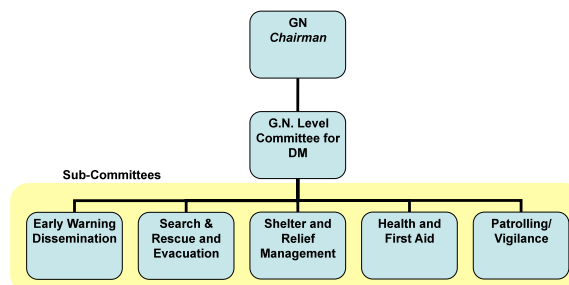 GN
Chairman
G.N. Level
Committee for
DM
Sub-Committees
Early Warning
Dissemination
Search &
Rescue and
Evacuation
Shelter and
Relief
Management
Health and
First Aid
Patrolling/
Vigilance